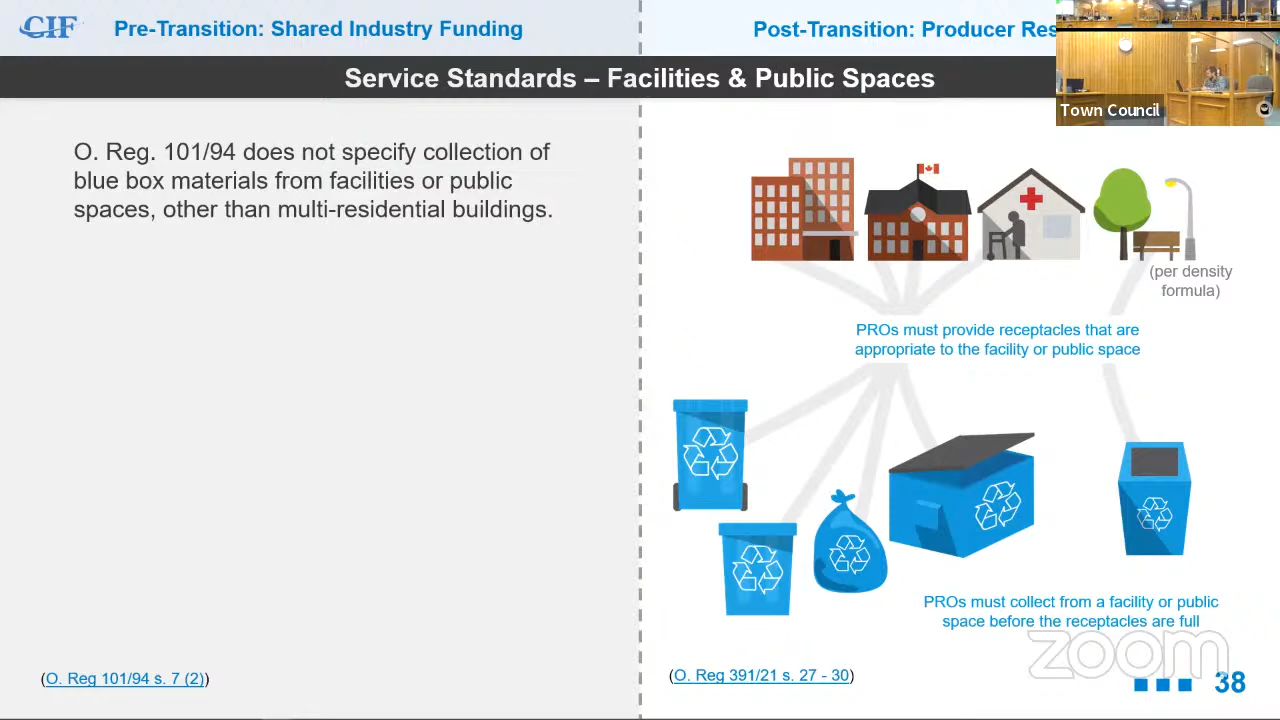 CIF
Pre-Transition: Shared Industry Funding
Post-Transition: Producer Res
Service Standards – Facilities & Public Spaces
Town Council
O. Reg. 101/94 does not specify collection of
blue box materials from facilities or public
spaces, other than multi-residential buildings.
(per density
formula)
PROs must provide receptacles that are
appropriate to the facility or public space
PROs must collect from a facility or public
space before the receptacles are full
zoom
(O. Reg 101/94 s. 7 (2))
(O. Reg 391/21 s. 27 - 30)
38